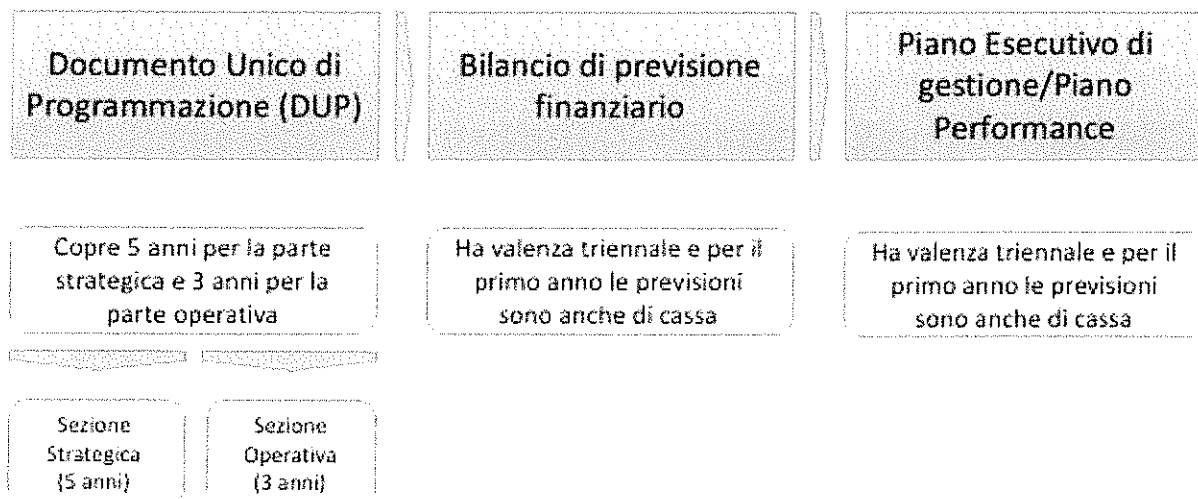 Documento Unico di
Programmazione (DUP)
Bilancio di previsione
finanziario
Piano Esecutivo di
gestione/Piano
Performance
Copre 5 anni per la parte
strategica e 3 anni per la
parte operativa
Ha valenza triennale e per il
primo anno le previsioni
sono anche di cassa
Ha valenza triennale e per il
primo anno le previsioni
sono anche di cassa
Sezione
Strategica
(5 anni)
Sezione
Operativa
(3 anni)